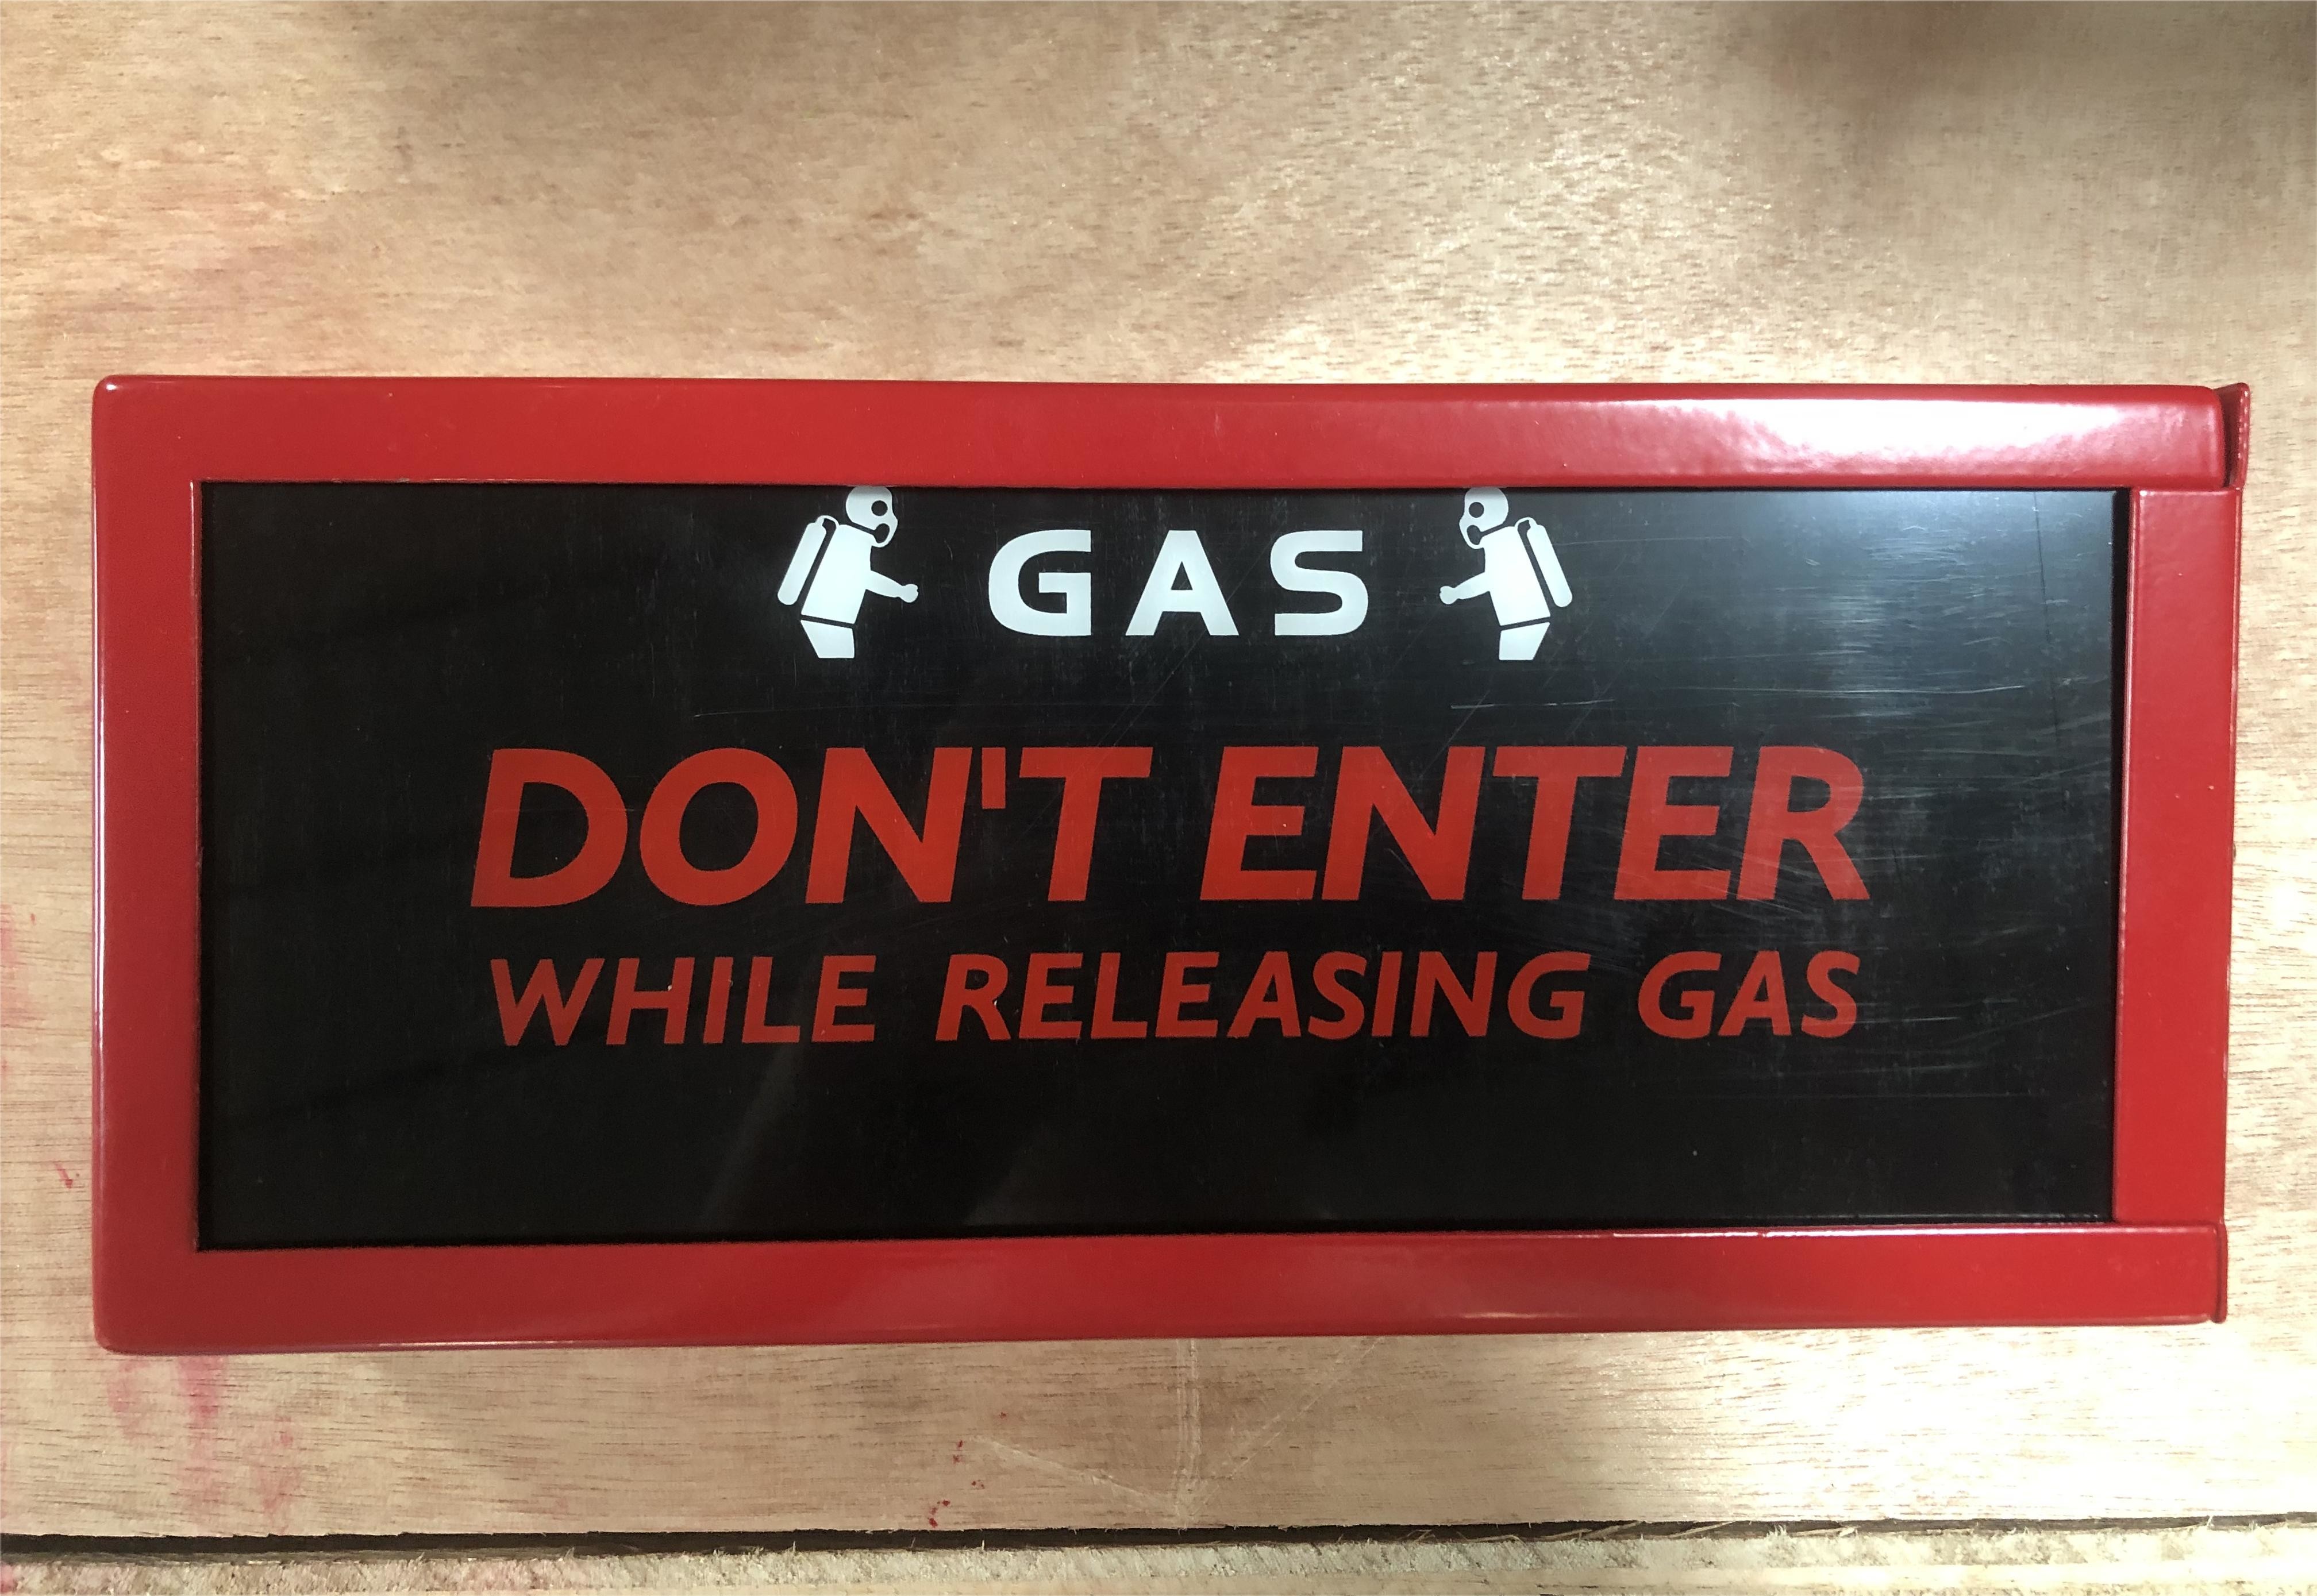 GAS
DON'T ENTER
WHILE RELEASING GAS